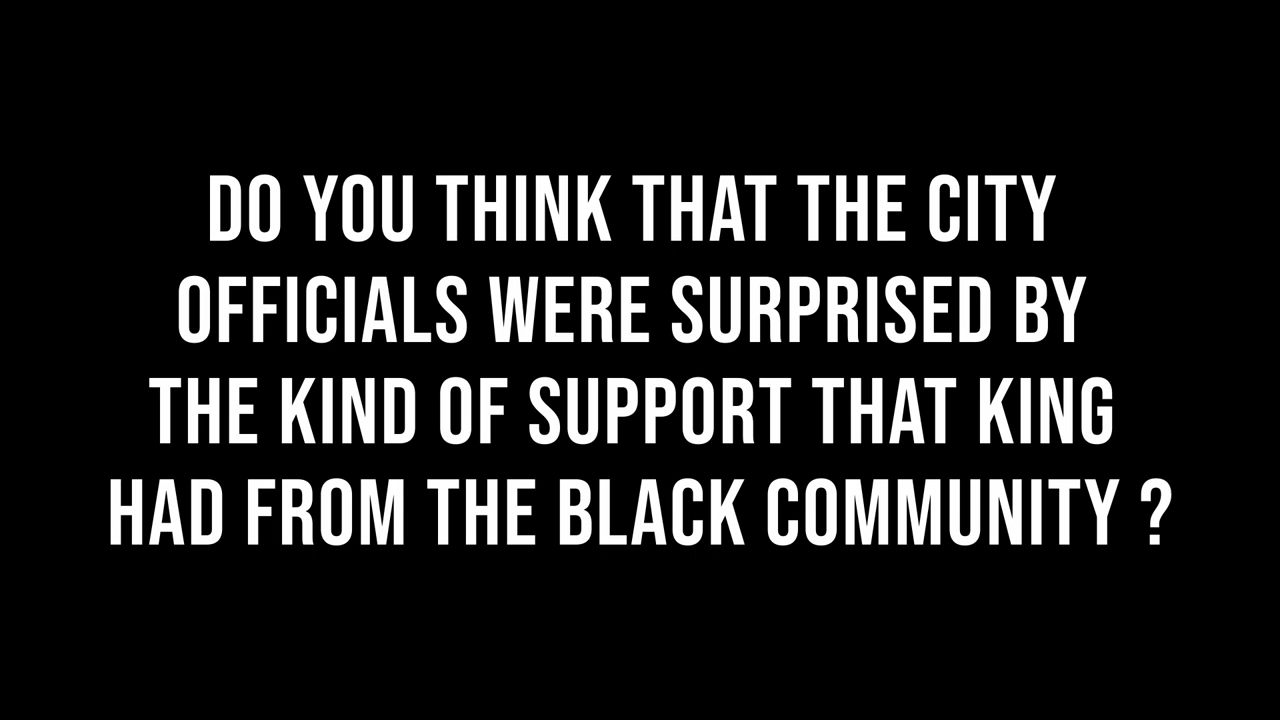 DO YOU THINK THAT THE CITY
OFFICIALS WERE SURPRISED BY
THE KIND OF SUPPORT THAT KING
HAD FROM THE BLACK COMMUNITY ?